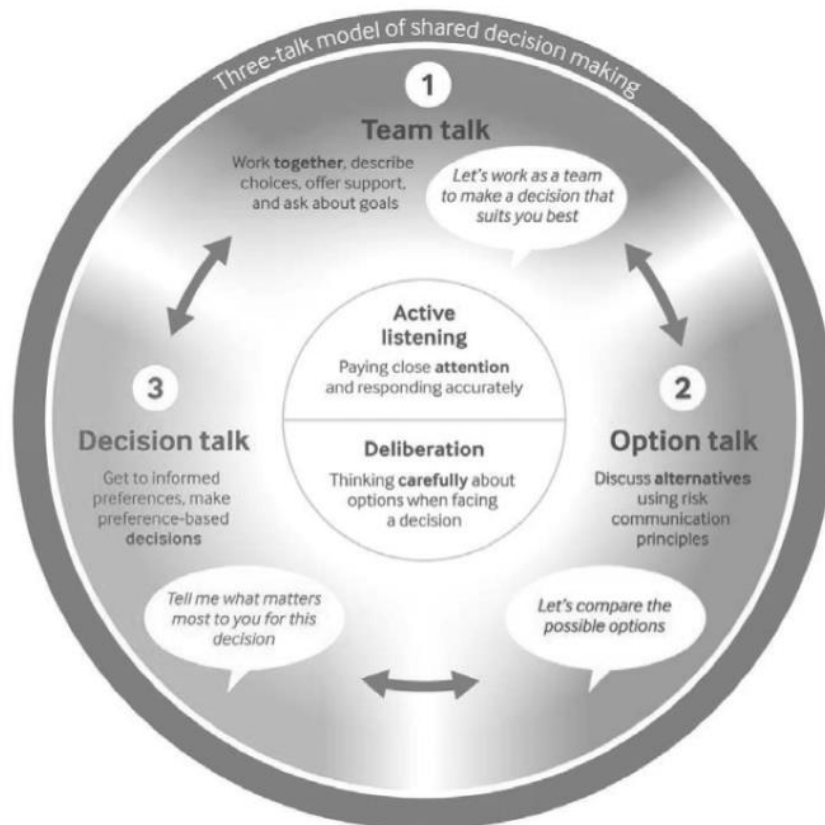 Three-talk model of shared decision making
1
Team talk
Work together, describe
choices, offer support,
and ask about goals
Let's work as a team
to make a decision that
suits you best
Active
listening
Paying close attention
and responding accurately
Deliberation
Thinking carefully about
options when facing
a decision
2
Option talk
Discuss alternatives
using risk
communication
principles
Let's compare the
possible options
3
Decision talk
Get to informed
preferences, make
preference-based
decisions
Tell me what matters
most to you for this
decision